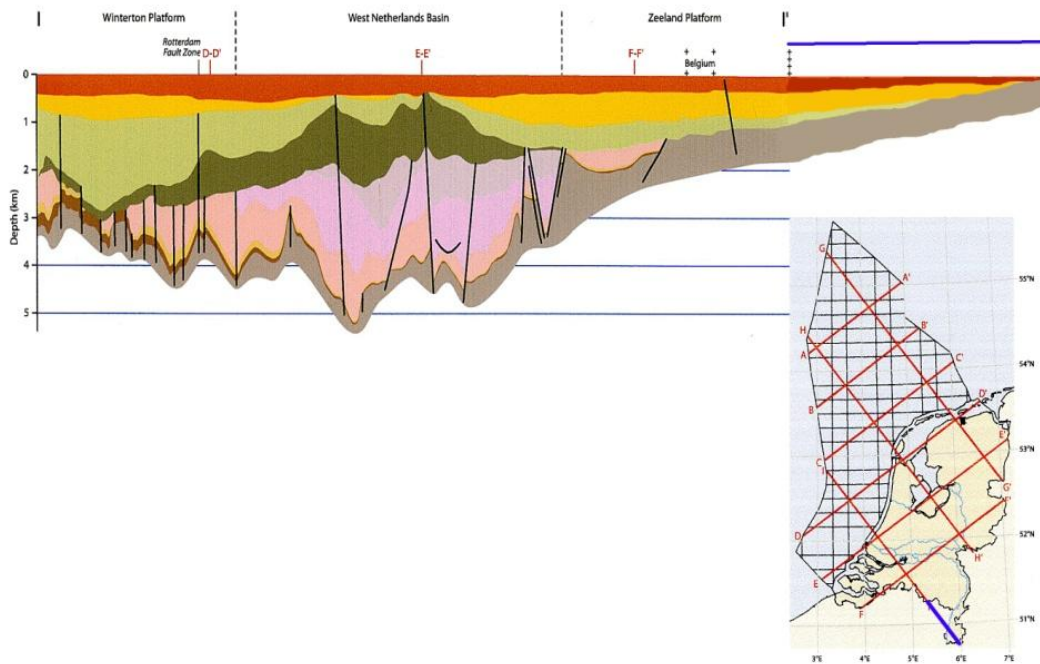 Winterton Platform
West Netherlands Basin
Zeeland Platform
Rotterdam
Fault Zone
D-D'
E-E'
F-F'
Belgium
0
1
2
3
4
5
Depth (km)
G
A'
55°N
H
A
B'
C'
54°N
B
D'
E'
53°N
C
I
G'
F'
D
52°N
H'
E
F
I'
51°N
3°E
4°E
5°E
6°E
7°E